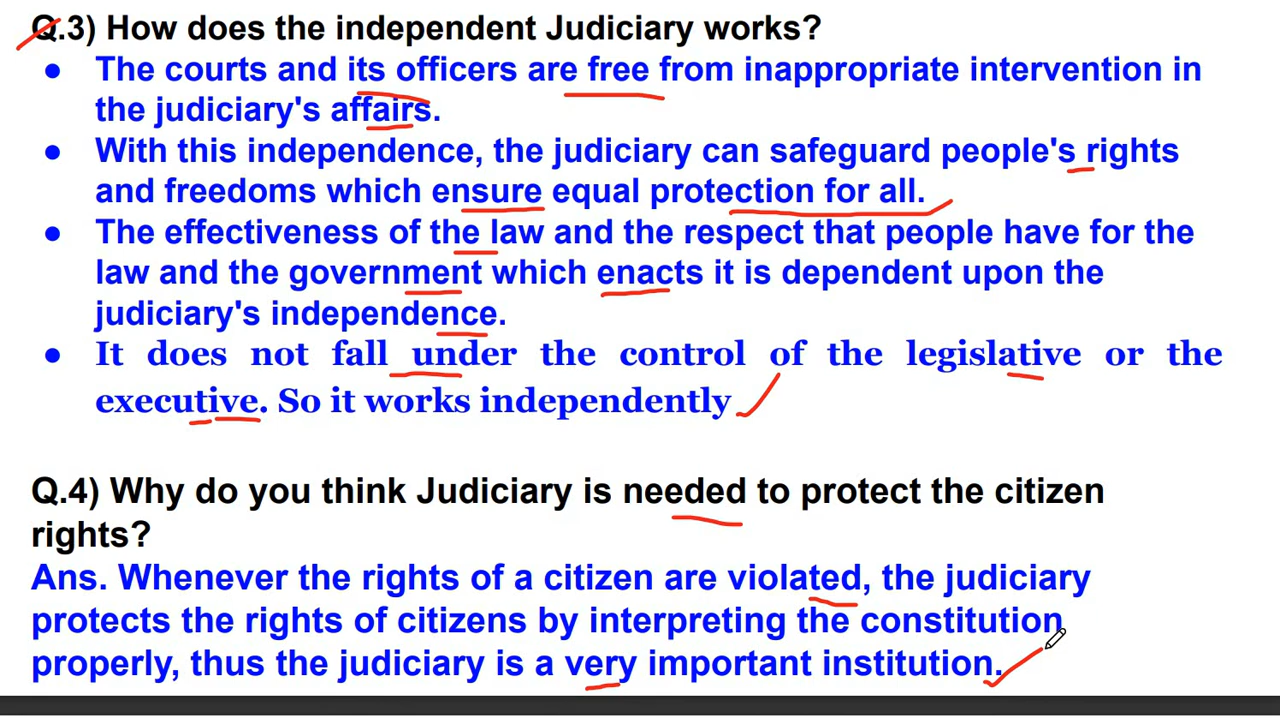 Q.3) How does the independent Judiciary works?
● The courts and its officers are free from inappropriate intervention in
the judiciary's affairs.
● With this independence, the judiciary can safeguard people's rights
and freedoms which ensure equal protection for all.
● The effectiveness of the law and the respect that people have for the
law and the government which enacts it is dependent upon the
judiciary's independence.
● It does not fall under the control of the legislative or the
executive. So it works independently
Q.4) Why do you think Judiciary is needed to protect the citizen
rights?
Ans. Whenever the rights of a citizen are violated, the judiciary
protects the rights of citizens by interpreting the constitution
properly, thus the judiciary is a very important institution.